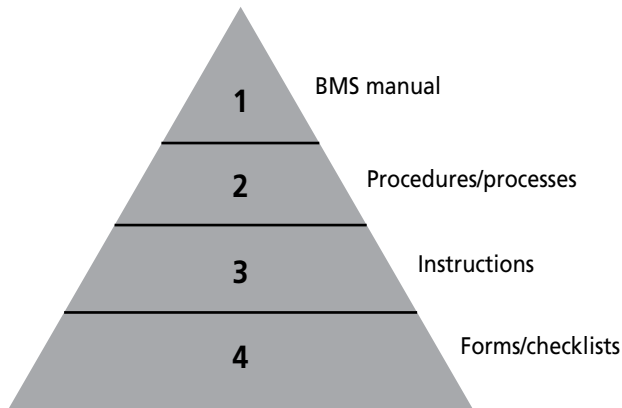 1
BMS manual
2
Procedures/processes
3
Instructions
4
Forms/checklists